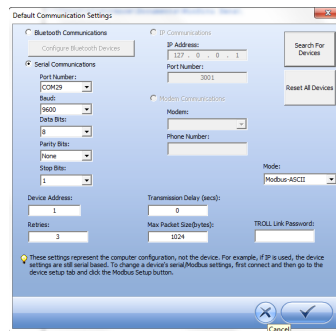 Default Communication Settings
Bluetooth Communications
Configure Bluetooth Devices
Serial Communications
Port Number:
COM29
Baud:
9600
Data Bits:
8
Parity Bits:
None
Stop Bits:
1
IP Communications
IP Address:
127 . 0 . 0 . 1
Port Number:
3001
Modem Communications
Modem:
Phone Number:
Search For
Devices
Reset All Devices
Mode:
Modbus-ASCII
Device Address:
1
Transmission Delay (secs):
0
Retries:
3
Max Packet Size(bytes):
1024
TROLL Link Password:
These settings represent the computer configuration, not the device. For example, if IP is used, the device
settings are still serial based. To change a device's serial/Modbus settings, first connect and then go to the
device setup tab and click the Modbus Setup button.
Cancel